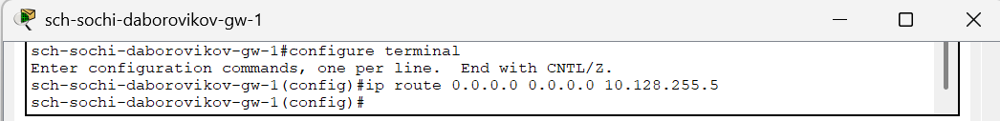 sch-sochi-daborovikov-gw-1
sch-sochi-daborovikov-gw-1#configure terminal
Enter configuration commands, one per line.  End with CNTL/Z.
sch-sochi-daborovikov-gw-1(config)#ip route 0.0.0.0 0.0.0.0 10.128.255.5
sch-sochi-daborovikov-gw-1(config)#